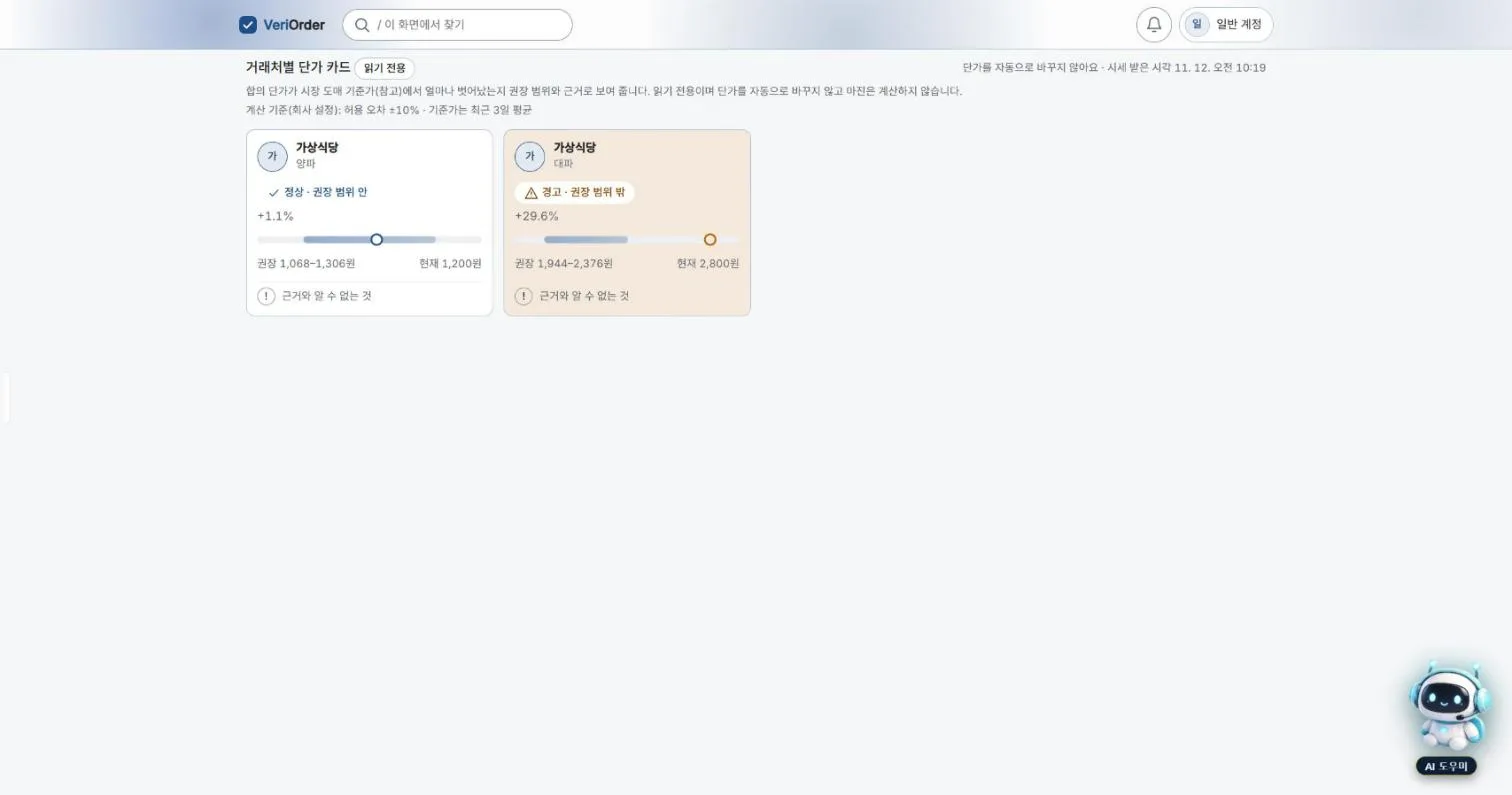 VeriOrder
/ 이 화면에서 찾기
일 일반 계정
거래처별 단가 카드 읽기 전용
단가를 자동으로 바꾸지 않아요 · 시세 받은 시각 11. 12. 오전 10:19
합의 단가가 시장 도매 기준가(참고)에서 얼마나 벗어났는지 권장 범위와 근거로 보여 줍니다. 읽기 전용이며 단가를 자동으로 바꾸지 않고 마진은 계산하지 않습니다.
계산 기준(회사 설정): 허용 오차 ±10% · 기준가는 최근 3일 평균
가
가상식당
양파
정상 · 권장 범위 안
+1.1%
권장 1,068–1,306원
현재 1,200원
! 근거와 알 수 없는 것
가
가상식당
대파
경고 · 권장 범위 밖
+29.6%
권장 1,944–2,376원
현재 2,800원
! 근거와 알 수 없는 것
AI 도우미